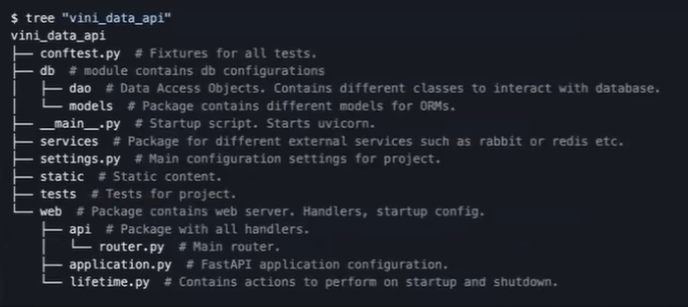 $ tree "vini_data_api"
vini_data_api
├── conftest.py  # Fixtures for all tests.
├── db  # module contains db configurations
│   ├── dao  # Data Access Objects. Contains different classes to interact with database.
│   └── models  # Package contains different models for ORMs.
├── __main__.py  # Startup script. Starts uvicorn.
├── services  # Package for different external services such as rabbit or redis etc.
├── settings.py  # Main configuration settings for project.
├── static  # Static content.
├── tests  # Tests for project.
└── web  # Package contains web server. Handlers, startup config.
    ├── api  # Package with all handlers.
    │   └── router.py  # Main router.
    ├── application.py  # FastAPI application configuration.
    └── lifetime.py  # Contains actions to perform on startup and shutdown.